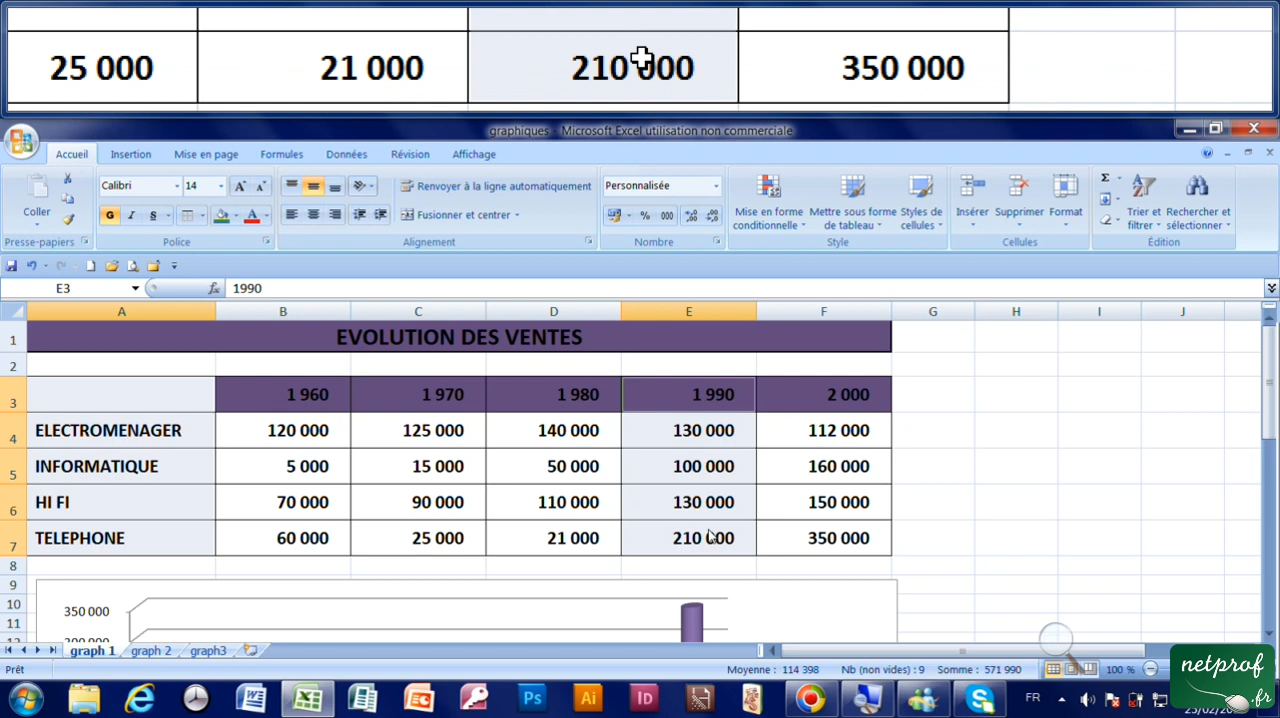 25 000 21 000 210 000 350 000
graphiques - Microsoft Excel utilisation non commerciale
Accueil Insertion Mise en page Formules Données Révision Affichage
Calibri 14 Renvoyer à la ligne automatiquement Personnalisée
Coller G I S Fusionner et centrer % 000 Mise en forme conditionnelle Mettre sous forme de tableau Styles de cellules Insérer Supprimer Format Trier et filtrer Rechercher et sélectionner
Presse-papiers Police Alignement Nombre Style Cellules Édition
E3 fx 1990
A B C D E F G H I J
1 EVOLUTION DES VENTES
2
3 1 960 1 970 1 980 1 990 2 000
4 ELECTROMENAGER 120 000 125 000 140 000 130 000 112 000
5 INFORMATIQUE 5 000 15 000 50 000 100 000 160 000
6 HI FI 70 000 90 000 110 000 130 000 150 000
7 TELEPHONE 60 000 25 000 21 000 210 000 350 000
8
9
10 350 000
11
graph 1 graph 2 graph3
Prêt Moyenne : 114 398 Nb (non vides) : 9 Somme : 571 990 100 %
Ps Ai Id FR
netprof.fr